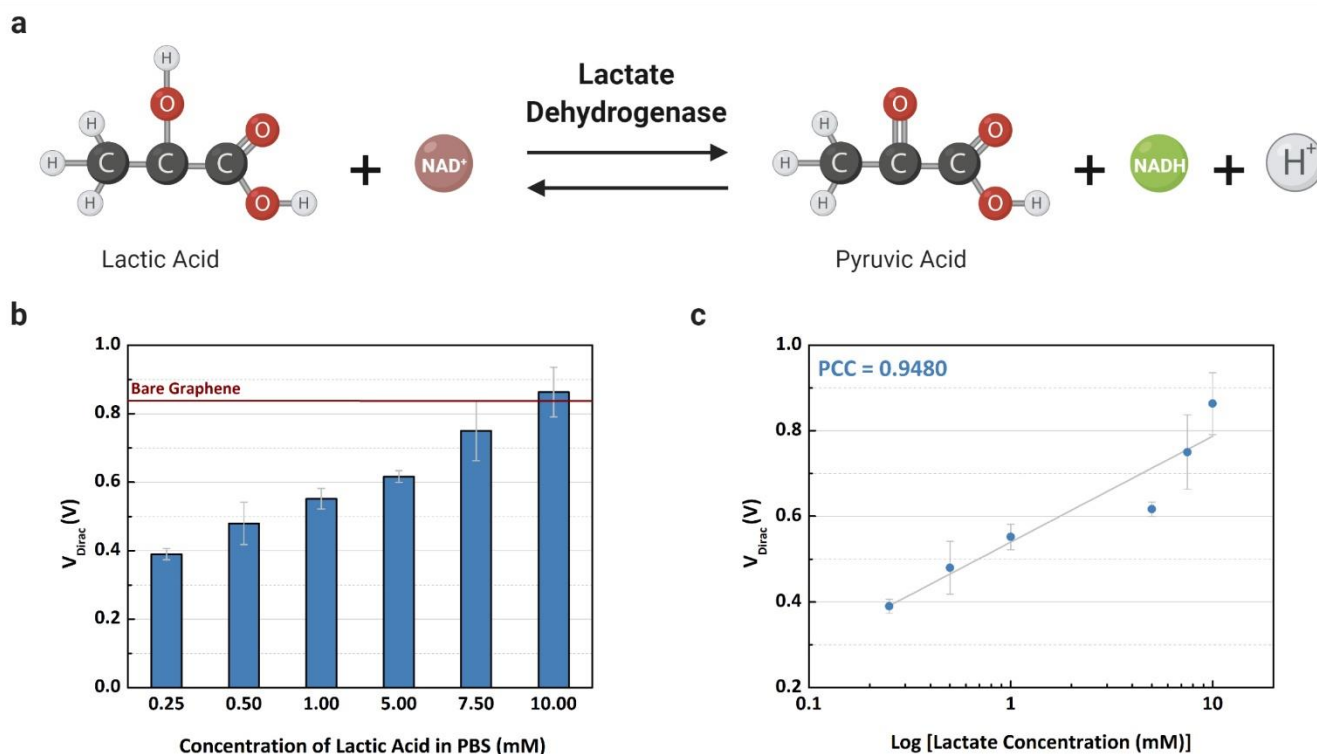 a
Lactate
Dehydrogenase
H
O
O
H
H
C
C
C
H
O
H
+
NAD⁺
O
O
H
H
C
C
C
H
O
H
+
NADH
+
H⁺
Lactic Acid
Pyruvic Acid
b
1.0
0.8
0.6
0.4
0.2
0.0
V_Dirac (V)
Bare Graphene
0.25 0.50 1.00 5.00 7.50 10.00
Concentration of Lactic Acid in PBS (mM)
c
1.0
0.8
0.6
0.4
0.2
V_Dirac (V)
PCC = 0.9480
0.1 1 10
Log [Lactate Concentration (mM)]